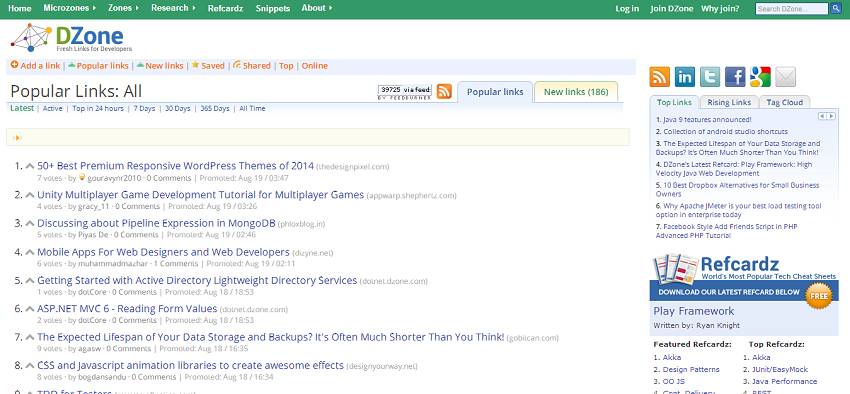 Home Microzones Zones Research Refcardz Snippets About Log in Join DZone Why join? Search DZone...
DZone
Fresh Links for Developers
Add a link | Popular links | New links | Saved | Shared | Top | Online
Popular Links: All
39725 via feed
BY FEEDBURNER
Popular links
New links (186)
Latest | Active | Top in 24 hours | 7 Days | 30 Days | 365 Days | All Time
1. 50+ Best Premium Responsive WordPress Themes of 2014 (thedesignpixel.com)
7 votes - by gouravynr2010 - 0 Comments | Promoted: Aug 19 / 03:47
2. Unity Multiplayer Game Development Tutorial for Multiplayer Games (appwarp.shephertz.com)
4 votes - by gracy_11 - 0 Comments | Promoted: Aug 19 / 03:26
3. Discussing about Pipeline Expression in MongoDB (phloxblog.in)
5 votes - by Piyas De - 0 Comments | Promoted: Aug 19 / 02:46
4. Mobile Apps For Web Designers and Web Developers (dizyne.net)
6 votes - by muhammadmazhar - 1 Comments | Promoted: Aug 19 / 02:11
5. Getting Started with Active Directory Lightweight Directory Services (dotnet.dzone.com)
1 votes - by dotCore - 0 Comments | Promoted: Aug 18 / 18:53
6. ASP.NET MVC 6 - Reading Form Values (dotnet.dzone.com)
2 votes - by dotCore - 0 Comments | Promoted: Aug 18 / 18:53
7. The Expected Lifespan of Your Data Storage and Backups? It's Often Much Shorter Than You Think! (gobiican.com)
9 votes - by agasw - 0 Comments | Promoted: Aug 18 / 16:35
8. CSS and Javascript animation libraries to create awesome effects (designyourway.net)
8 votes - by bogdansandu - 0 Comments | Promoted: Aug 18 / 16:34
Top Links Rising Links Tag Cloud
1. Java 9 features announced!
2. Collection of android studio shortcuts
3. The Expected Lifespan of Your Data Storage and
Backups? It's Often Much Shorter Than You Think!
4. DZone's Latest Refcard: Play Framework: High
Velocity Java Web Development
5. 10 Best Dropbox Alternatives for Small Business
Owners
6. Why Apache JMeter is your best load testing tool
option in enterprise today
7. Facebook Style Add Friends Script in PHP
Advanced-PHP Tutorial
Refcardz
World's Most Popular Tech Cheat Sheets
DOWNLOAD OUR LATEST REFCARD BELOW
FREE
Play Framework
Written by: Ryan Knight
Featured Refcardz: Top Refcardz:
1. Akka 1. Akka
2. Design Patterns 2. JUnit/EasyMock
3. OO JS 3. Java Performance
4. Cont. Delivery 4. REST